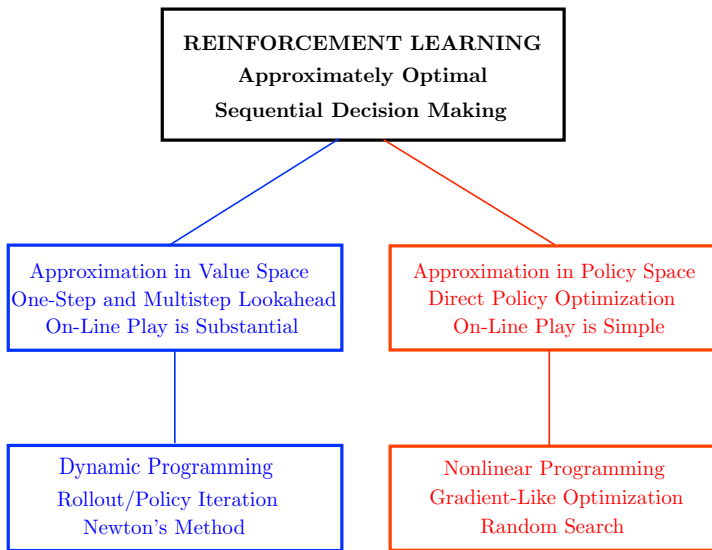 REINFORCEMENT LEARNING
Approximately Optimal
Sequential Decision Making
Approximation in Value Space
One-Step and Multistep Lookahead
On-Line Play is Substantial
Approximation in Policy Space
Direct Policy Optimization
On-Line Play is Simple
Dynamic Programming
Rollout/Policy Iteration
Newton's Method
Nonlinear Programming
Gradient-Like Optimization
Random Search